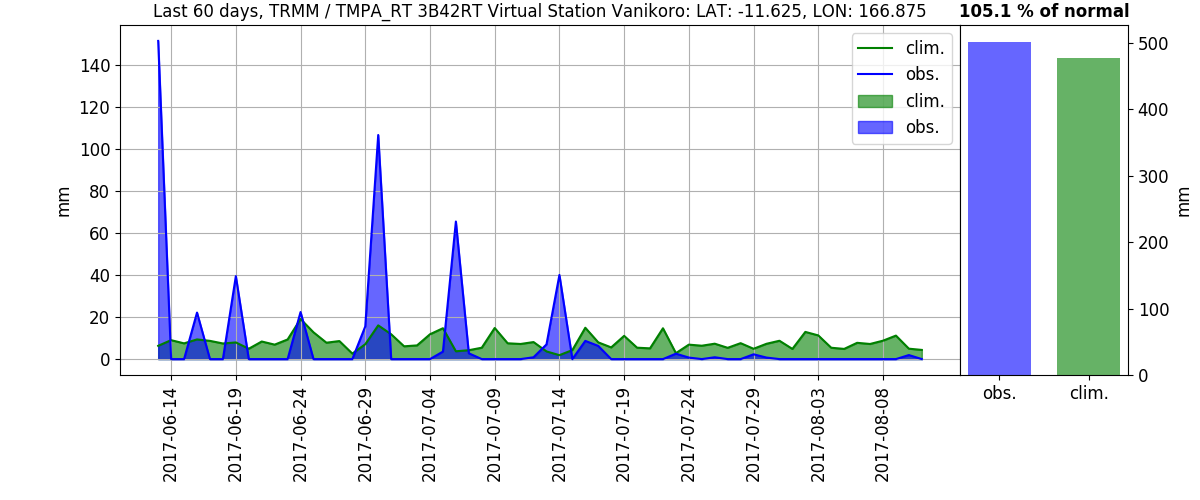 Last 60 days, TRMM / TMPA_RT 3B42RT Virtual Station Vanikoro: LAT: -11.625, LON: 166.875
105.1 % of normal
clim.
obs.
clim.
obs.
mm
140
120
100
80
60
40
20
0
2017-06-14
2017-06-19
2017-06-24
2017-06-29
2017-07-04
2017-07-09
2017-07-14
2017-07-19
2017-07-24
2017-07-29
2017-08-03
2017-08-08
500
400
300
200
100
0
mm
obs.
clim.